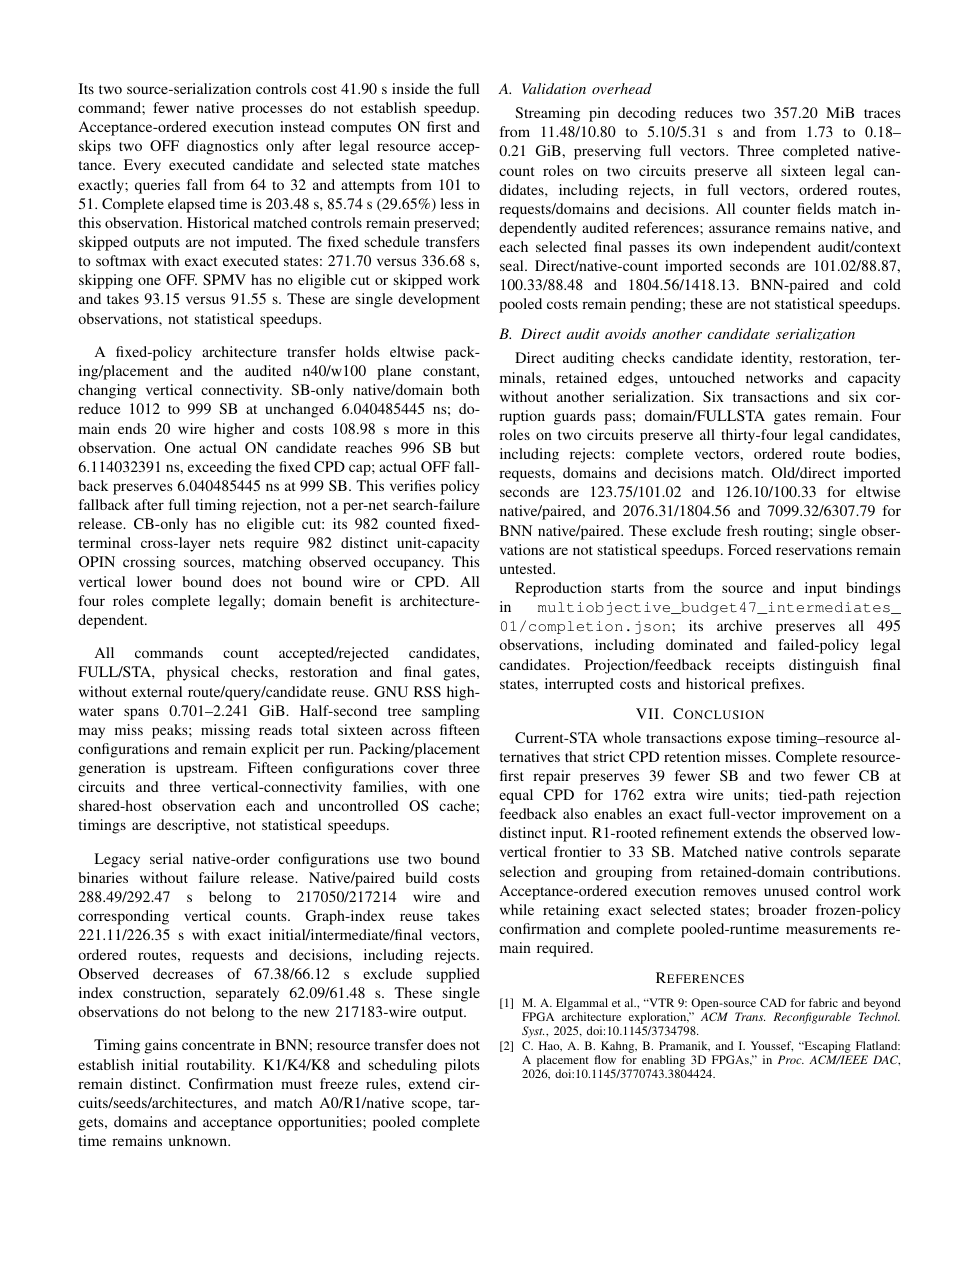 Its two source-serialization controls cost 41.90 s inside the full
command; fewer native processes do not establish speedup.
Acceptance-ordered execution instead computes ON first and
skips two OFF diagnostics only after legal resource accep-
tance. Every executed candidate and selected state matches
exactly; queries fall from 64 to 32 and attempts from 101 to
51. Complete elapsed time is 203.48 s, 85.74 s (29.65%) less in
this observation. Historical matched controls remain preserved;
skipped outputs are not imputed. The fixed schedule transfers
to softmax with exact executed states: 271.70 versus 336.68 s,
skipping one OFF. SPMV has no eligible cut or skipped work
and takes 93.15 versus 91.55 s. These are single development
observations, not statistical speedups.
A fixed-policy architecture transfer holds eltwise pack-
ing/placement and the audited n40/w100 plane constant,
changing vertical connectivity. SB-only native/domain both
reduce 1012 to 999 SB at unchanged 6.040485445 ns; do-
main ends 20 wire higher and costs 108.98 s more in this
observation. One actual ON candidate reaches 996 SB but
6.114032391 ns, exceeding the fixed CPD cap; actual OFF fall-
back preserves 6.040485445 ns at 999 SB. This verifies policy
fallback after full timing rejection, not a per-net search-failure
release. CB-only has no eligible cut: its 982 counted fixed-
terminal cross-layer nets require 982 distinct unit-capacity
OPIN crossing sources, matching observed occupancy. This
vertical lower bound does not bound wire or CPD. All
four roles complete legally; domain benefit is architecture-
dependent.
All commands count accepted/rejected candidates,
FULL/STA, physical checks, restoration and final gates,
without external route/query/candidate reuse. GNU RSS high-
water spans 0.701–2.241 GiB. Half-second tree sampling
may miss peaks; missing reads total sixteen across fifteen
configurations and remain explicit per run. Packing/placement
generation is upstream. Fifteen configurations cover three
circuits and three vertical-connectivity families, with one
shared-host observation each and uncontrolled OS cache;
timings are descriptive, not statistical speedups.
Legacy serial native-order configurations use two bound
binaries without failure release. Native/paired build costs
288.49/292.47 s belong to 217050/217214 wire and
corresponding vertical counts. Graph-index reuse takes
221.11/226.35 s with exact initial/intermediate/final vectors,
ordered routes, requests and decisions, including rejects.
Observed decreases of 67.38/66.12 s exclude supplied
index construction, separately 62.09/61.48 s. These single
observations do not belong to the new 217183-wire output.
Timing gains concentrate in BNN; resource transfer does not
establish initial routability. K1/K4/K8 and scheduling pilots
remain distinct. Confirmation must freeze rules, extend cir-
cuits/seeds/architectures, and match A0/R1/native scope, tar-
gets, domains and acceptance opportunities; pooled complete
time remains unknown.
A. Validation overhead
Streaming pin decoding reduces two 357.20 MiB traces
from 11.48/10.80 to 5.10/5.31 s and from 1.73 to 0.18–
0.21 GiB, preserving full vectors. Three completed native-
count roles on two circuits preserve all sixteen legal can-
didates, including rejects, in full vectors, ordered routes,
requests/domains and decisions. All counter fields match in-
dependently audited references; assurance remains native, and
each selected final passes its own independent audit/context
seal. Direct/native-count imported seconds are 101.02/88.87,
100.33/88.48 and 1804.56/1418.13. BNN-paired and cold
pooled costs remain pending; these are not statistical speedups.
B. Direct audit avoids another candidate serialization
Direct auditing checks candidate identity, restoration, ter-
minals, retained edges, untouched networks and capacity
without another serialization. Six transactions and six cor-
ruption guards pass; domain/FULLSTA gates remain. Four
roles on two circuits preserve all thirty-four legal candidates,
including rejects: complete vectors, ordered route bodies,
requests, domains and decisions match. Old/direct imported
seconds are 123.75/101.02 and 126.10/100.33 for eltwise
native/paired, and 2076.31/1804.56 and 7099.32/6307.79 for
BNN native/paired. These exclude fresh routing; single obser-
vations are not statistical speedups. Forced reservations remain
untested.
Reproduction starts from the source and input bindings
in multiobjective_budget47_intermediates_
01/completion.json; its archive preserves all 495
observations, including dominated and failed-policy legal
candidates. Projection/feedback receipts distinguish final
states, interrupted costs and historical prefixes.
VII. CONCLUSION
Current-STA whole transactions expose timing–resource al-
ternatives that strict CPD retention misses. Complete resource-
first repair preserves 39 fewer SB and two fewer CB at
equal CPD for 1762 extra wire units; tied-path rejection
feedback also enables an exact full-vector improvement on a
distinct input. R1-rooted refinement extends the observed low-
vertical frontier to 33 SB. Matched native controls separate
selection and grouping from retained-domain contributions.
Acceptance-ordered execution removes unused control work
while retaining exact selected states; broader frozen-policy
confirmation and complete pooled-runtime measurements re-
main required.
REFERENCES
[1] M. A. Elgammal et al., “VTR 9: Open-source CAD for fabric and beyond
FPGA architecture exploration,” ACM Trans. Reconfigurable Technol.
Syst., 2025, doi:10.1145/3734798.
[2] C. Hao, A. B. Kahng, B. Pramanik, and I. Youssef, “Escaping Flatland:
A placement flow for enabling 3D FPGAs,” in Proc. ACM/IEEE DAC,
2026, doi:10.1145/3770743.3804424.